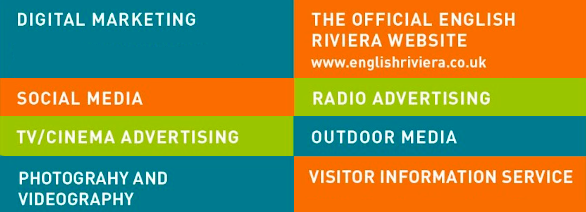 DIGITAL MARKETING
THE OFFICIAL ENGLISH
RIVIERA WEBSITE
www.englishriviera.co.uk
SOCIAL MEDIA
RADIO ADVERTISING
TV/CINEMA ADVERTISING
OUTDOOR MEDIA
PHOTOGRAHY AND
VIDEOGRAPHY
VISITOR INFORMATION SERVICE